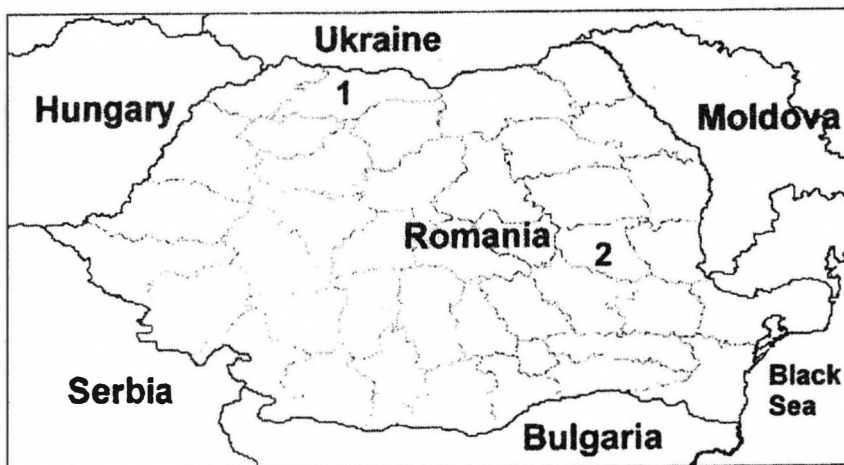 Ukraine
1
Hungary
Moldova
Romania
2
Serbia
Black
Sea
Bulgaria